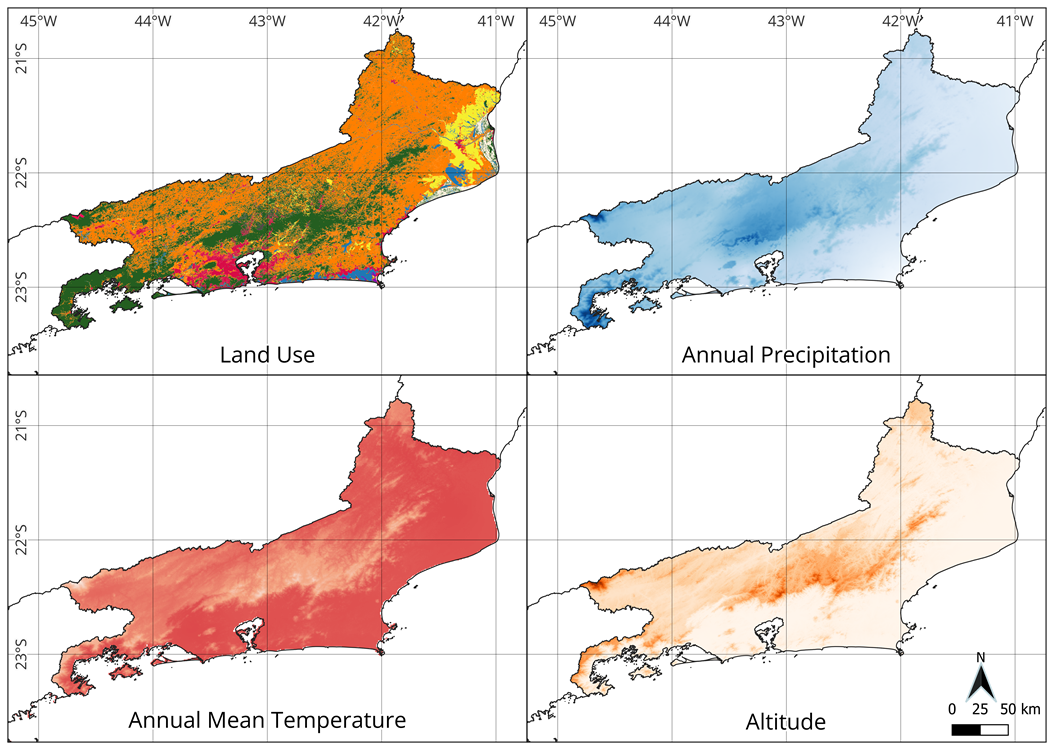 45°W 44°W 43°W 42°W 41°W
45°W 44°W 43°W 42°W 41°W
21°S
22°S
23°S
Land Use
Annual Precipitation
21°S
22°S
23°S
Annual Mean Temperature
Altitude
N
0 25 50 km